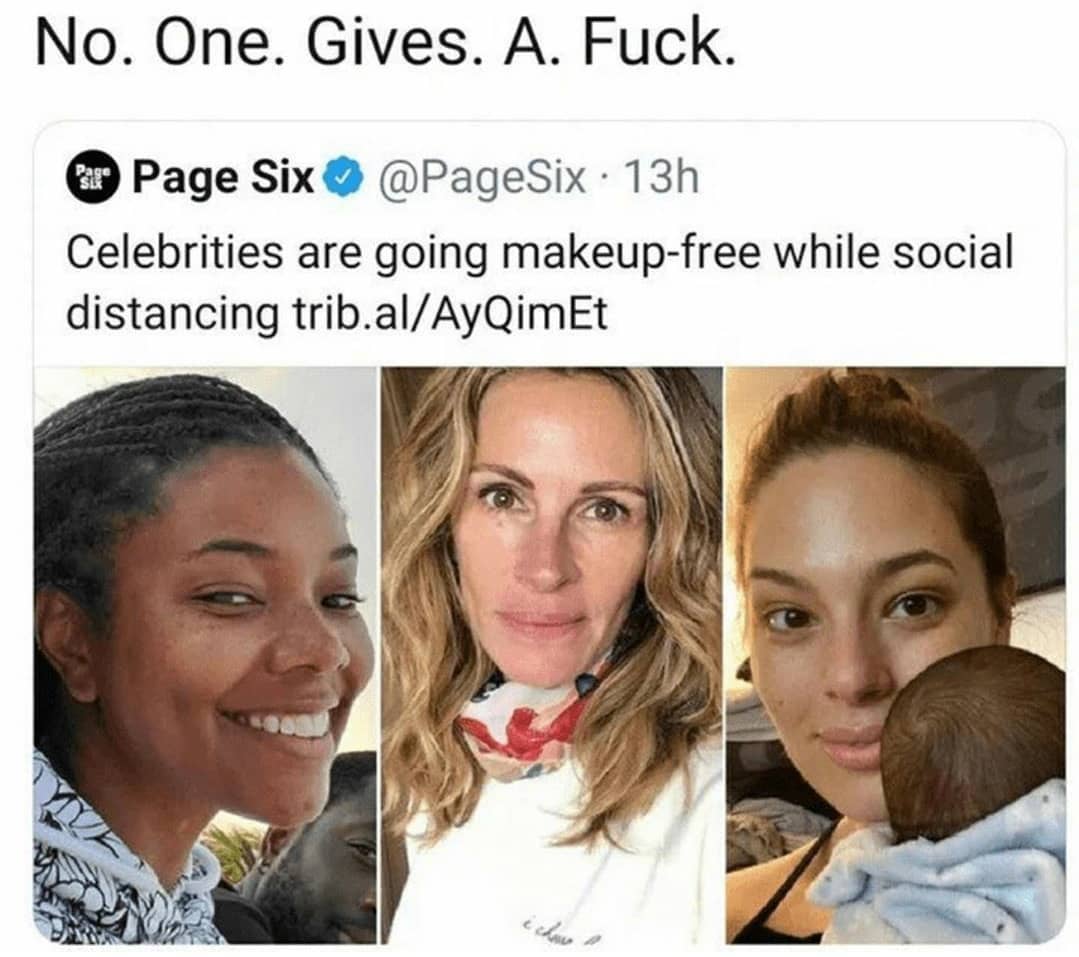 No. One. Gives. A. Fuck.
Page Six
Page Six @PageSix · 13h
Celebrities are going makeup-free while social
distancing trib.al/AyQimEt